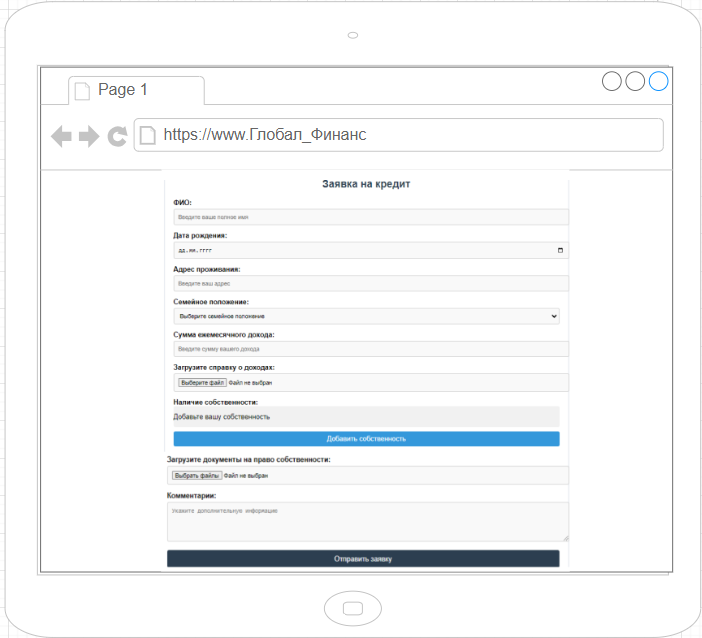 Page 1
https://www.Глобал_Финанс
Заявка на кредит
ФИО:
Введите ваше полное имя
Дата рождения:
дд.мм.гггг
Адрес проживания:
Введите ваш адрес
Семейное положение:
Выберите семейное положение
Сумма ежемесячного дохода:
Введите сумму вашего дохода
Загрузите справку о доходах:
Выберите файл Файл не выбран
Наличие собственности:
Добавьте вашу собственность
Добавить собственность
Загрузите документы на право собственности:
Выбрать файлы Файл не выбран
Комментарии:
Укажите дополнительную информацию
Отправить заявку